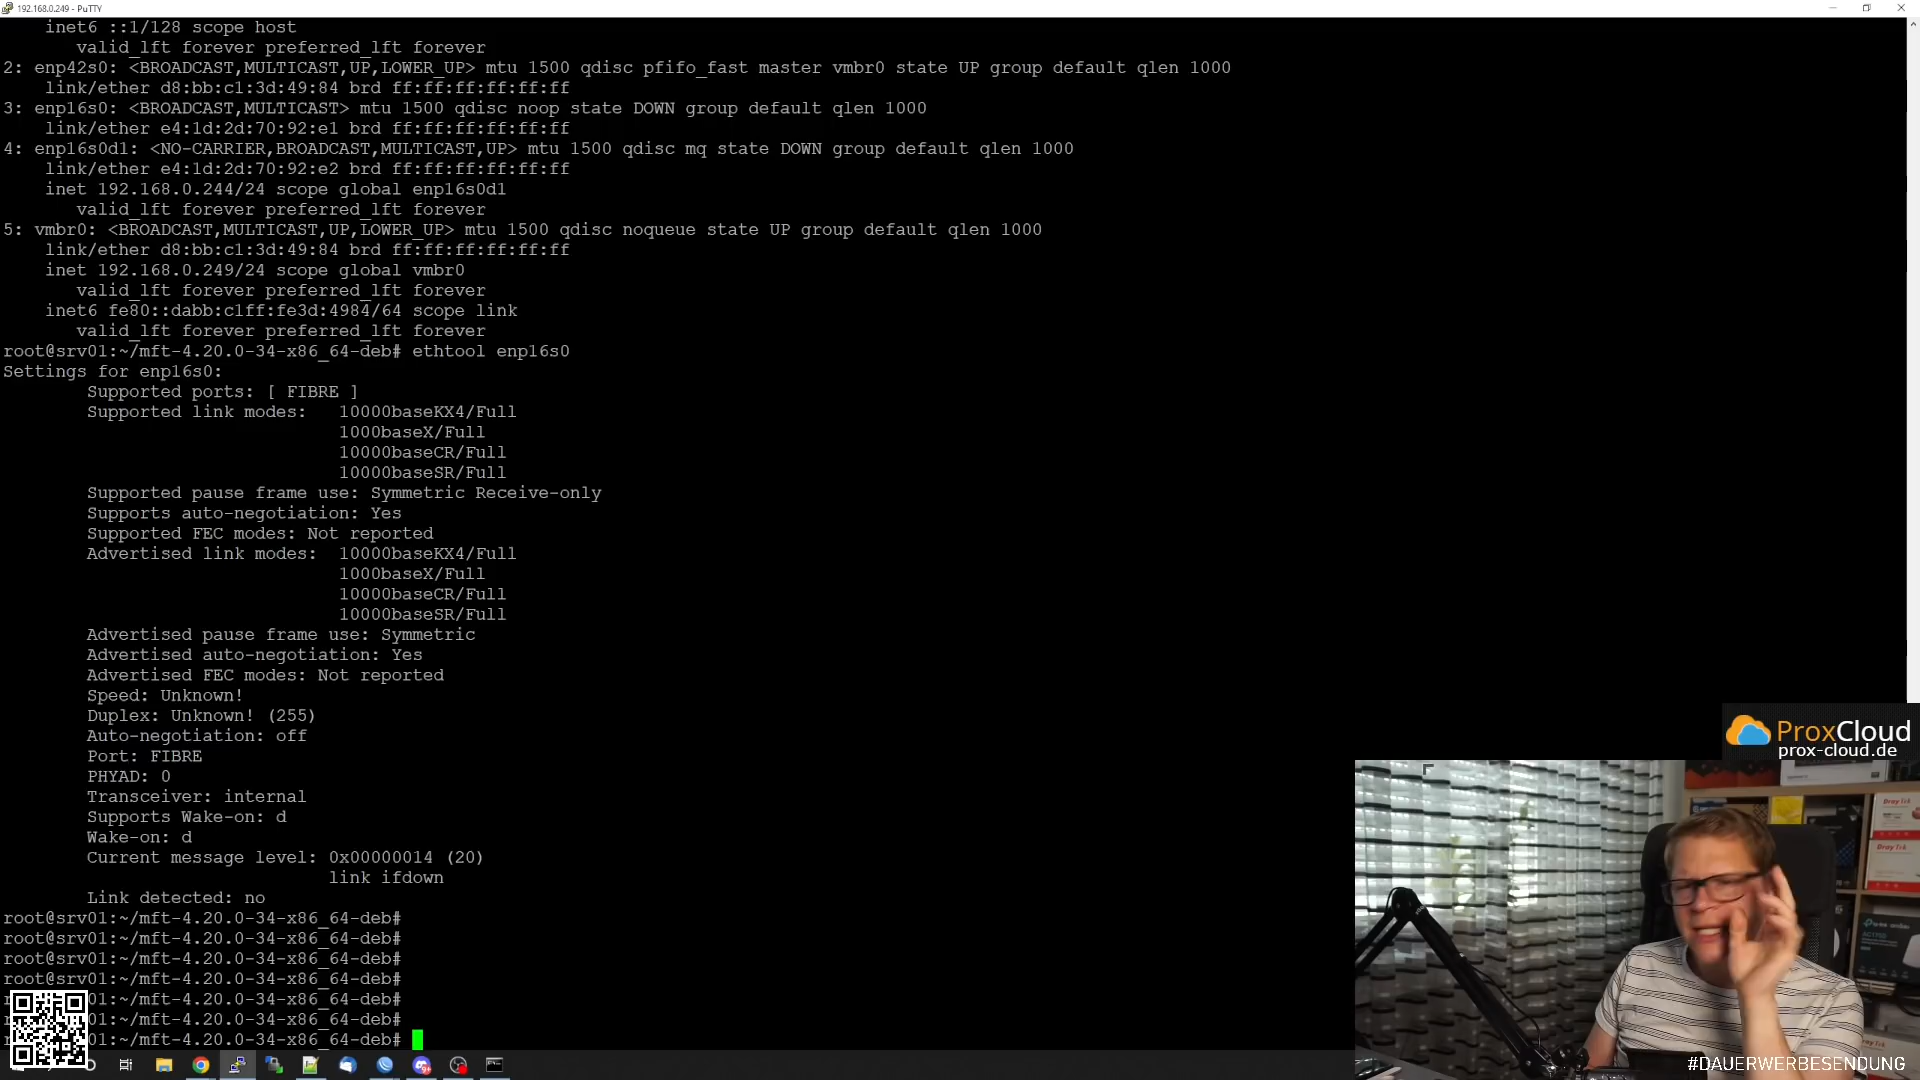 192.168.0.249 - PuTTY
inet6 ::1/128 scope host
valid_lft forever preferred_lft forever
2: enp42s0: <BROADCAST,MULTICAST,UP,LOWER_UP> mtu 1500 qdisc pfifo_fast master vmbr0 state UP group default qlen 1000
link/ether d8:bb:c1:3d:49:84 brd ff:ff:ff:ff:ff:ff
3: enp16s0: <BROADCAST,MULTICAST> mtu 1500 qdisc noop state DOWN group default qlen 1000
link/ether e4:1d:2d:70:92:e1 brd ff:ff:ff:ff:ff:ff
4: enp16s0d1: <NO-CARRIER,BROADCAST,MULTICAST,UP> mtu 1500 qdisc mq state DOWN group default qlen 1000
link/ether e4:1d:2d:70:92:e2 brd ff:ff:ff:ff:ff:ff
inet 192.168.0.244/24 scope global enp16s0d1
valid_lft forever preferred_lft forever
5: vmbr0: <BROADCAST,MULTICAST,UP,LOWER_UP> mtu 1500 qdisc noqueue state UP group default qlen 1000
link/ether d8:bb:c1:3d:49:84 brd ff:ff:ff:ff:ff:ff
inet 192.168.0.249/24 scope global vmbr0
valid_lft forever preferred_lft forever
inet6 fe80::dabb:c1ff:fe3d:4984/64 scope link
valid_lft forever preferred_lft forever
root@srv01:~/mft-4.20.0-34-x86_64-deb# ethtool enp16s0
Settings for enp16s0:
Supported ports: [ FIBRE ]
Supported link modes: 10000baseKX4/Full
1000baseX/Full
10000baseCR/Full
10000baseSR/Full
Supported pause frame use: Symmetric Receive-only
Supports auto-negotiation: Yes
Supported FEC modes: Not reported
Advertised link modes: 10000baseKX4/Full
1000baseX/Full
10000baseCR/Full
10000baseSR/Full
Advertised pause frame use: Symmetric
Advertised auto-negotiation: Yes
Advertised FEC modes: Not reported
Speed: Unknown!
Duplex: Unknown! (255)
Auto-negotiation: off
Port: FIBRE
PHYAD: 0
Transceiver: internal
Supports Wake-on: d
Wake-on: d
Current message level: 0x00000014 (20)
link ifdown
Link detected: no
root@srv01:~/mft-4.20.0-34-x86_64-deb#
root@srv01:~/mft-4.20.0-34-x86_64-deb#
root@srv01:~/mft-4.20.0-34-x86_64-deb#
root@srv01:~/mft-4.20.0-34-x86_64-deb#
01:~/mft-4.20.0-34-x86_64-deb#
01:~/mft-4.20.0-34-x86_64-deb#
01:~/mft-4.20.0-34-x86_64-deb#
ProxCloud
prox-cloud.de
DrayTek
#DAUERWERBESENDUNG